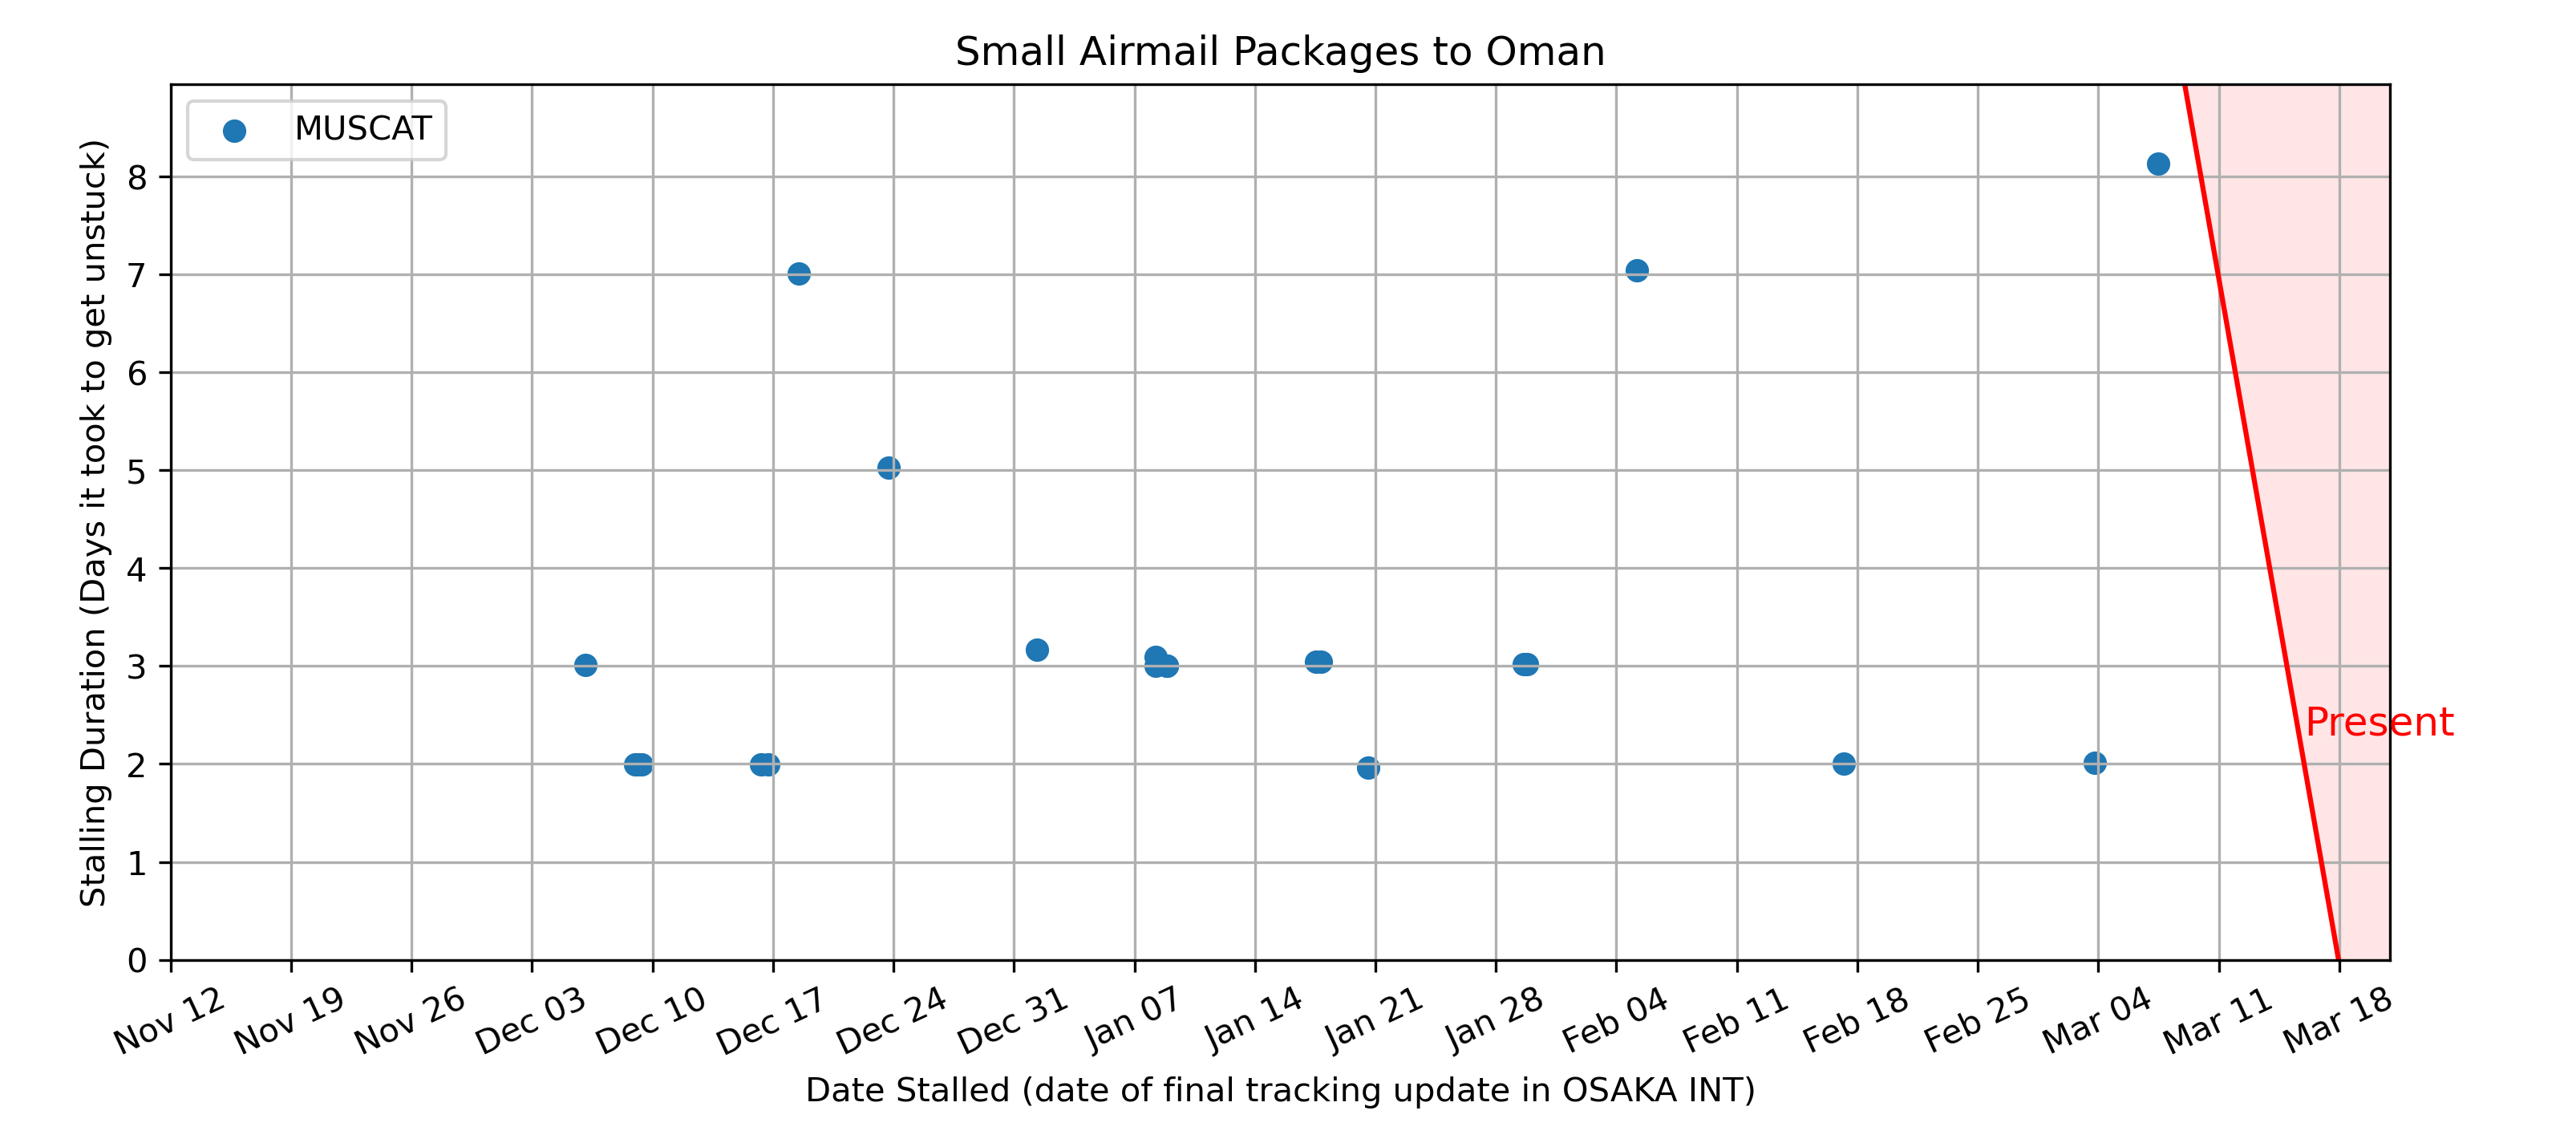 Small Airmail Packages to Oman
MUSCAT
Stalling Duration (Days it took to get unstuck)
8
7
6
5
4
3
2
1
0
Present
Nov 12 Nov 19 Nov 26 Dec 03 Dec 10 Dec 17 Dec 24 Dec 31 Jan 07 Jan 14 Jan 21 Jan 28 Feb 04 Feb 11 Feb 18 Feb 25 Mar 04 Mar 11 Mar 18
Date Stalled (date of final tracking update in OSAKA INT)